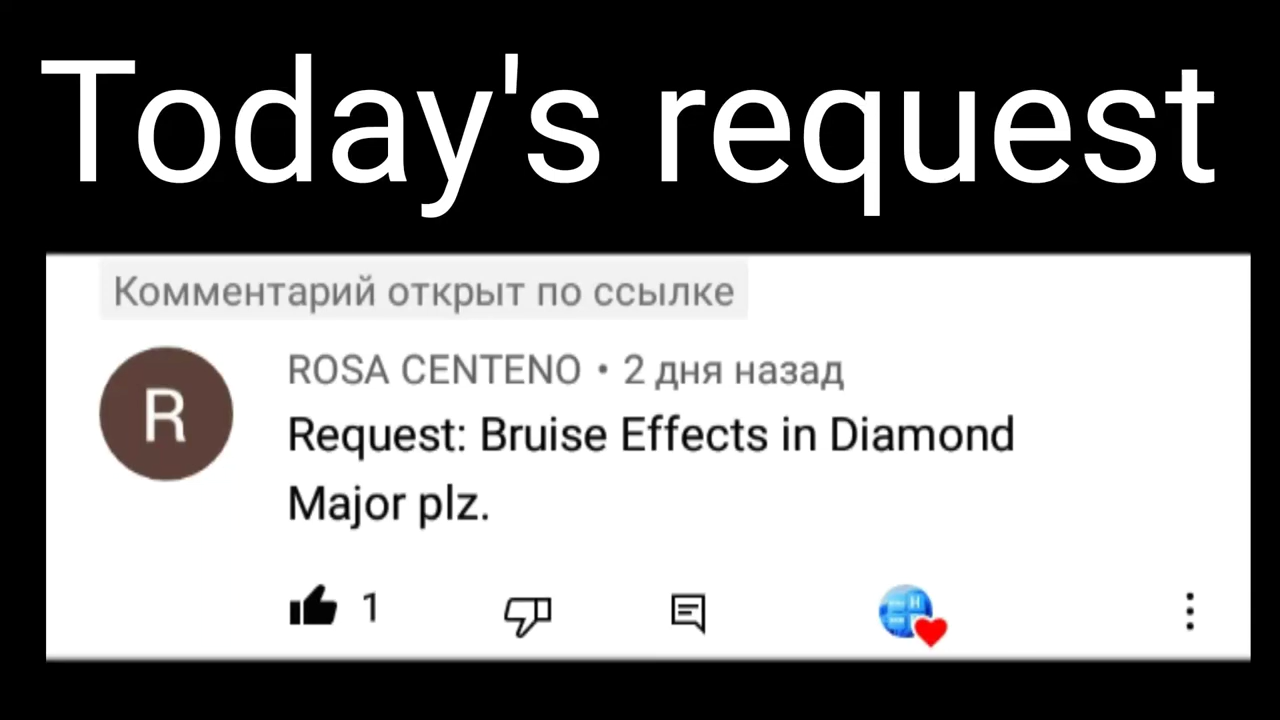 Today's request
Комментарий открыт по ссылке
R
ROSA CENTENO • 2 дня назад
Request: Bruise Effects in Diamond
Major plz.
1
H